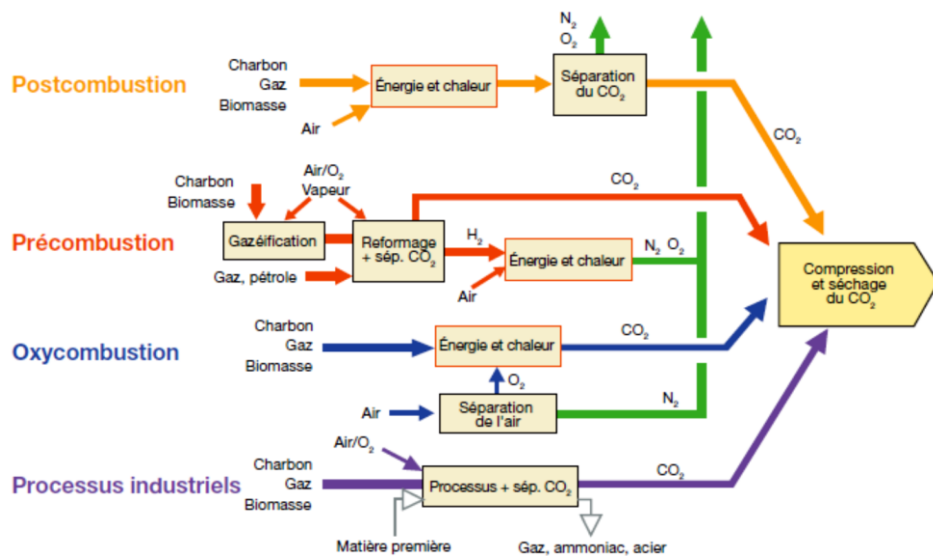 N₂
O₂
Postcombustion
Charbon
Gaz
Biomasse
Air
Énergie et chaleur
Séparation
du CO₂
CO₂
Précombustion
Charbon
Biomasse
Air/O₂
Vapeur
Gazéification
Gaz, pétrole
Reformage
+ sép. CO₂
CO₂
H₂
Air
Énergie et chaleur
N₂ O₂
Compression
et séchage
du CO₂
Oxycombustion
Charbon
Gaz
Biomasse
Énergie et chaleur
CO₂
O₂
Air
Séparation
de l'air
N₂
Processus industriels
Charbon
Gaz
Biomasse
Air/O₂
Processus + sép. CO₂
CO₂
Matière première
Gaz, ammoniac, acier